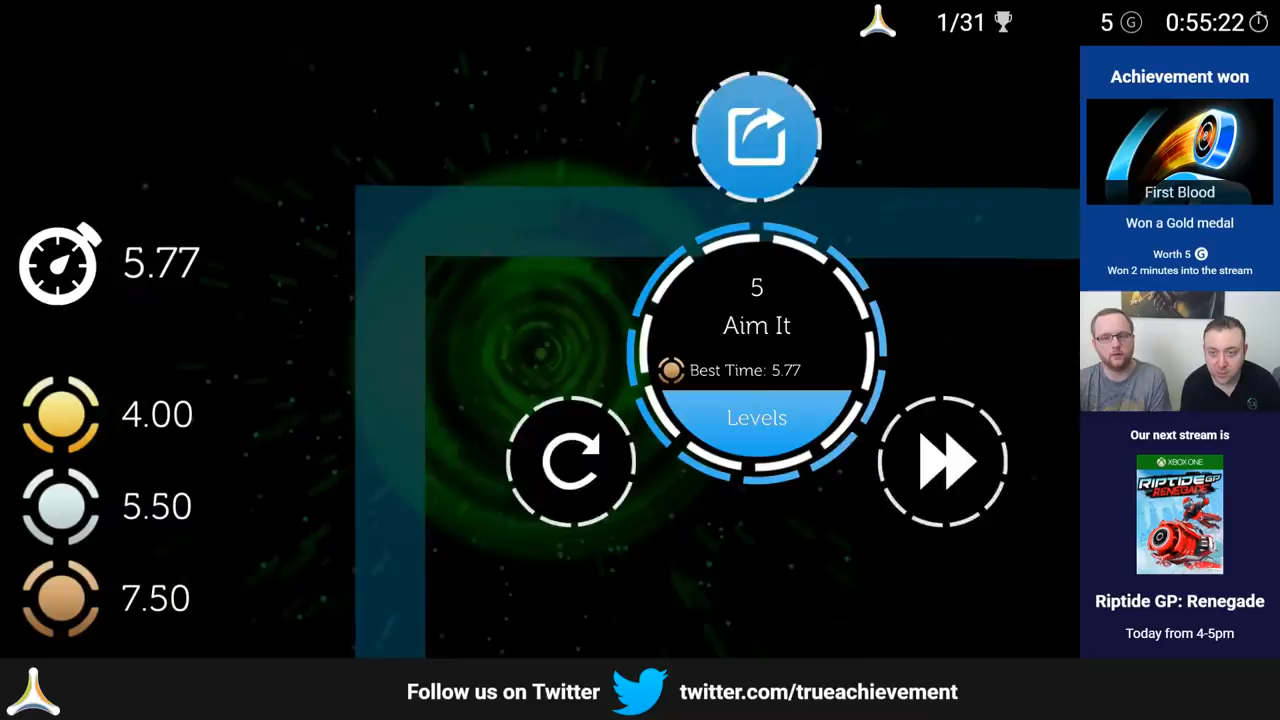 1/31
5 G 0:55:22
Achievement won
First Blood
Won a Gold medal
Worth 5 G
Won 2 minutes into the stream
5.77
4.00
5.50
7.50
5
Aim It
Best Time: 5.77
Levels
Our next stream is
XBOX ONE
RIPTIDE GP
RENEGADE
Riptide GP: Renegade
Today from 4-5pm
Follow us on Twitter
twitter.com/trueachievement